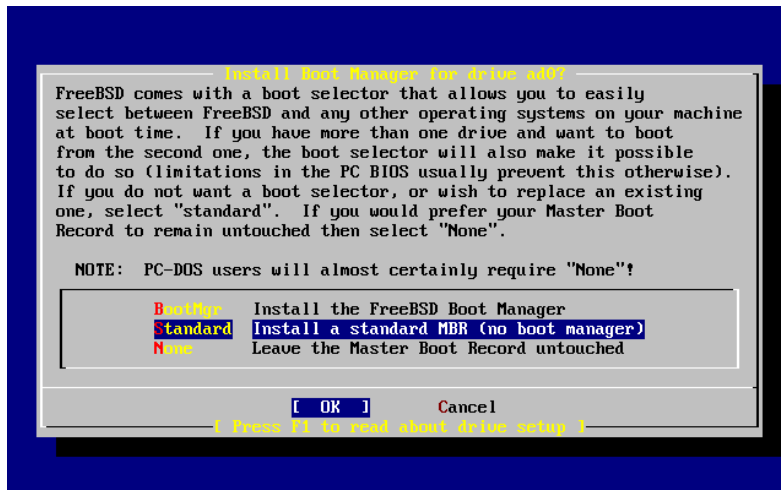 Install Boot Manager for drive ad0?
FreeBSD comes with a boot selector that allows you to easily
select between FreeBSD and any other operating systems on your machine
at boot time.  If you have more than one drive and want to boot
from the second one, the boot selector will also make it possible
to do so (limitations in the PC BIOS usually prevent this otherwise).
If you do not want a boot selector, or wish to replace an existing
one, select "standard".  If you would prefer your Master Boot
Record to remain untouched then select "None".
NOTE:  PC-DOS users will almost certainly require "None"!
BootMgr   Install the FreeBSD Boot Manager
Standard  Install a standard MBR (no boot manager)
None      Leave the Master Boot Record untouched
[  OK  ]       Cancel
[ Press F1 to read about drive setup ]